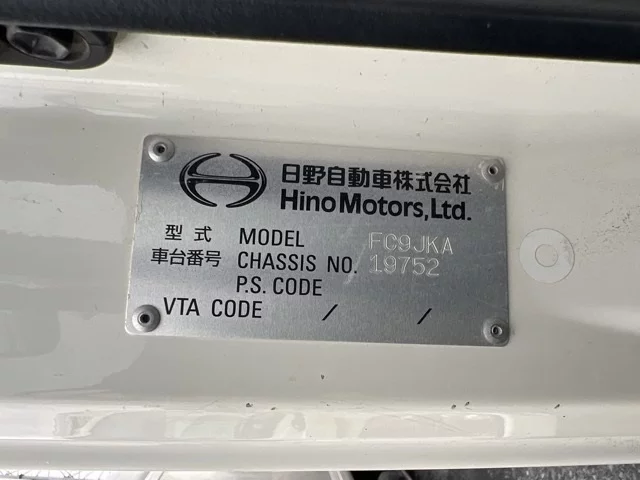 日野自動車株式会社
Hino Motors, Ltd.
型式 MODEL FC9JKA
車台番号 CHASSIS NO. 19752
P.S. CODE
VTA CODE / /